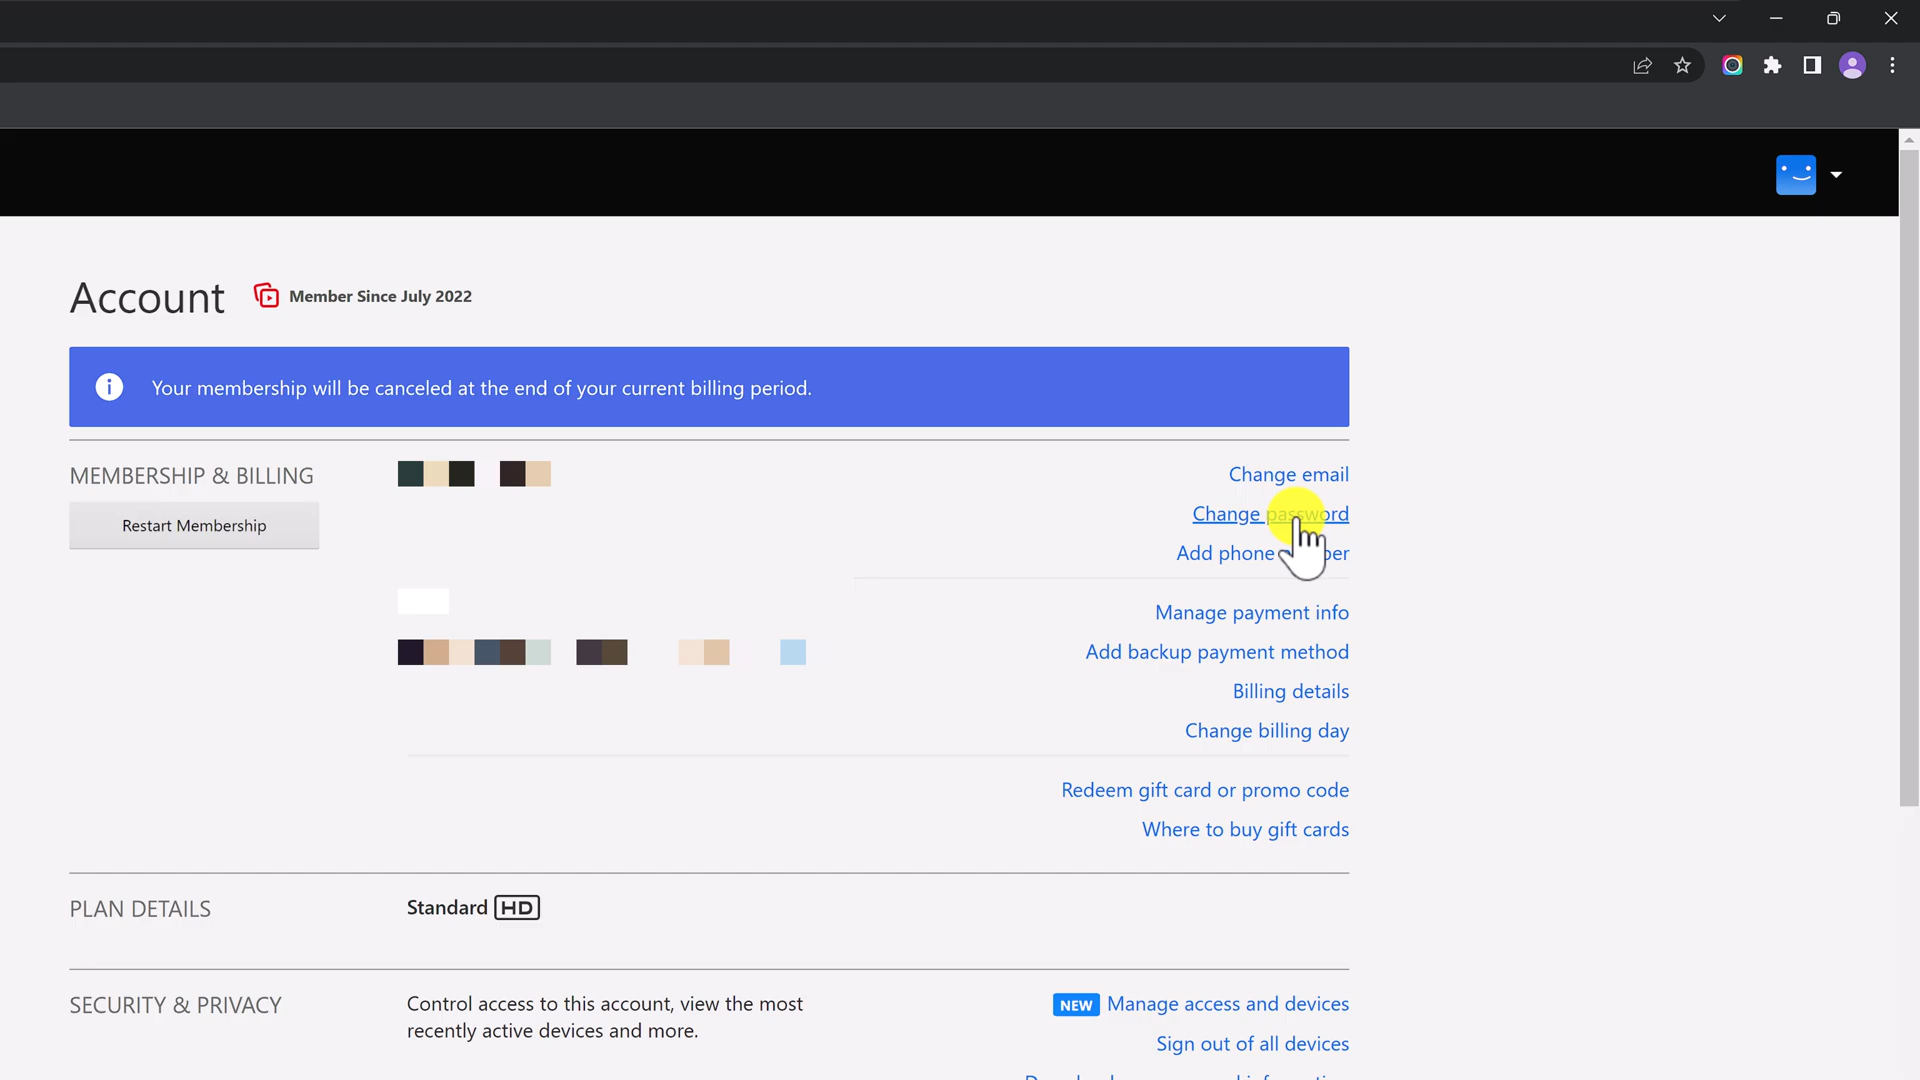 Account
Member Since July 2022
Your membership will be canceled at the end of your current billing period.
MEMBERSHIP & BILLING
Restart Membership
Change email
Change password
Add phone
Manage payment info
Add backup payment method
Billing details
Change billing day
Redeem gift card or promo code
Where to buy gift cards
PLAN DETAILS
Standard HD
SECURITY & PRIVACY
Control access to this account, view the most
recently active devices and more.
NEW Manage access and devices
Sign out of all devices